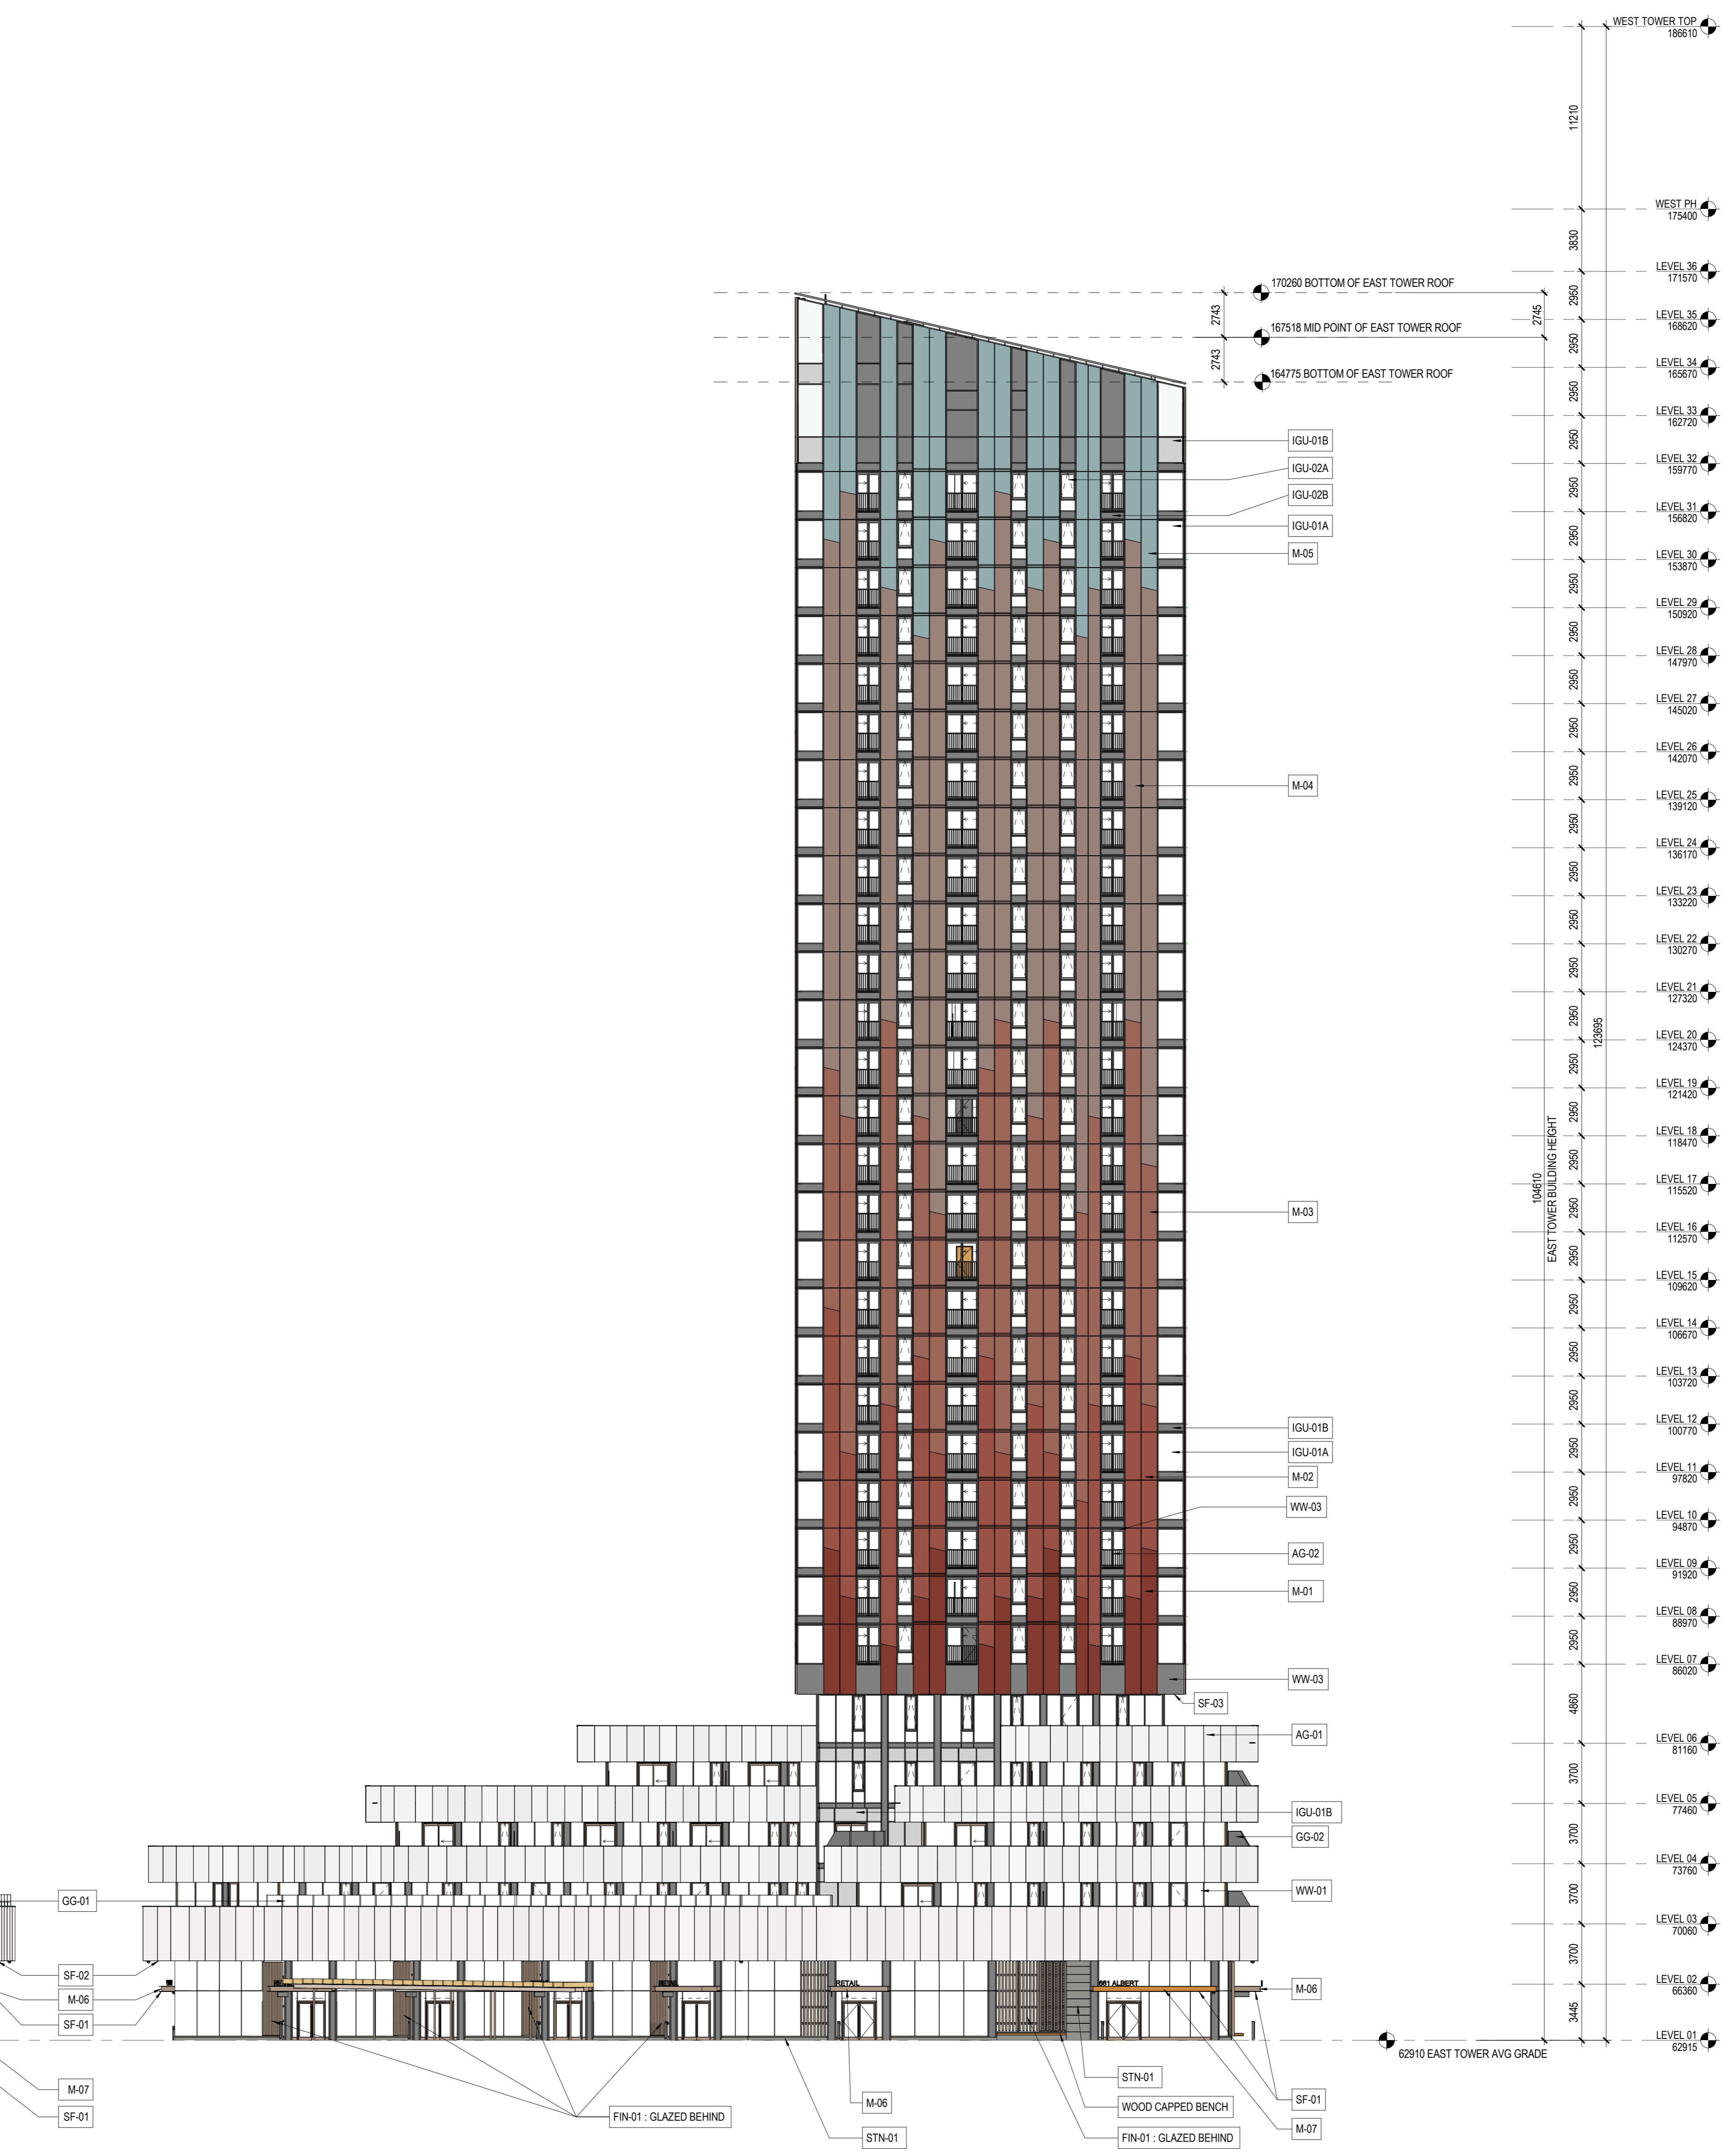 WEST TOWER TOP
186610
11210
WEST PH
175400
3830
LEVEL 36
171570
2950
170260 BOTTOM OF EAST TOWER ROOF
2743
2745
LEVEL 35
168620
167518 MID POINT OF EAST TOWER ROOF
2950
2743
LEVEL 34
165670
164775 BOTTOM OF EAST TOWER ROOF
2950
LEVEL 33
162720
IGU-01B
2950
LEVEL 32
159770
IGU-02A
2950
IGU-02B
LEVEL 31
156820
IGU-01A
2950
M-05
LEVEL 30
153870
2950
LEVEL 29
150920
2950
LEVEL 28
147970
2950
LEVEL 27
145020
2950
LEVEL 26
142070
2950
M-04
LEVEL 25
139120
2950
LEVEL 24
136170
2950
LEVEL 23
133220
2950
LEVEL 22
130270
2950
LEVEL 21
127320
2950
123695
LEVEL 20
124370
2950
LEVEL 19
121420
2950
LEVEL 18
118470
2950
104610
EAST TOWER BUILDING HEIGHT
LEVEL 17
115520
M-03
2950
LEVEL 16
112570
2950
LEVEL 15
109620
2950
LEVEL 14
106670
2950
LEVEL 13
103720
2950
LEVEL 12
100770
IGU-01B
IGU-01A
2950
LEVEL 11
97820
M-02
2950
WW-03
LEVEL 10
94870
2950
AG-02
LEVEL 09
91920
M-01
2950
LEVEL 08
88970
2950
LEVEL 07
86020
WW-03
SF-03
4860
AG-01
LEVEL 06
81160
3700
LEVEL 05
77460
IGU-01B
GG-02
3700
LEVEL 04
73760
WW-01
GG-01
3700
LEVEL 03
70060
3700
SF-02
M-06
SF-01
RETAIL
RETAIL
661 ALBERT
M-06
LEVEL 02
66360
3445
LEVEL 01
62915
62910 EAST TOWER AVG GRADE
M-07
SF-01
FIN-01 : GLAZED BEHIND
M-06
STN-01
STN-01
WOOD CAPPED BENCH
FIN-01 : GLAZED BEHIND
SF-01
M-07